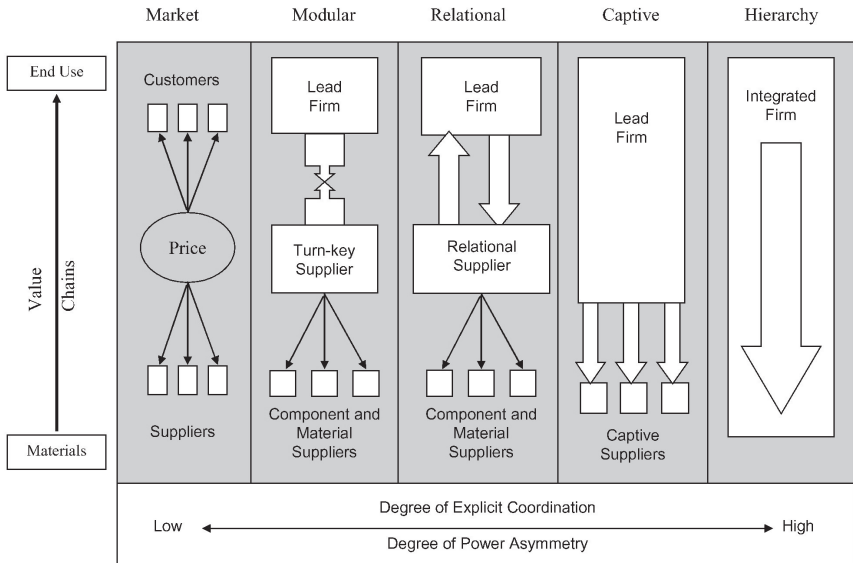 Market
Modular
Relational
Captive
Hierarchy
End Use
Value
Chains
Materials
Customers
Price
Suppliers
Lead
Firm
Turn-key
Supplier
Component and
Material
Suppliers
Lead
Firm
Relational
Supplier
Component and
Material
Suppliers
Lead
Firm
Captive
Suppliers
Integrated
Firm
Degree of Explicit Coordination
Low
High
Degree of Power Asymmetry